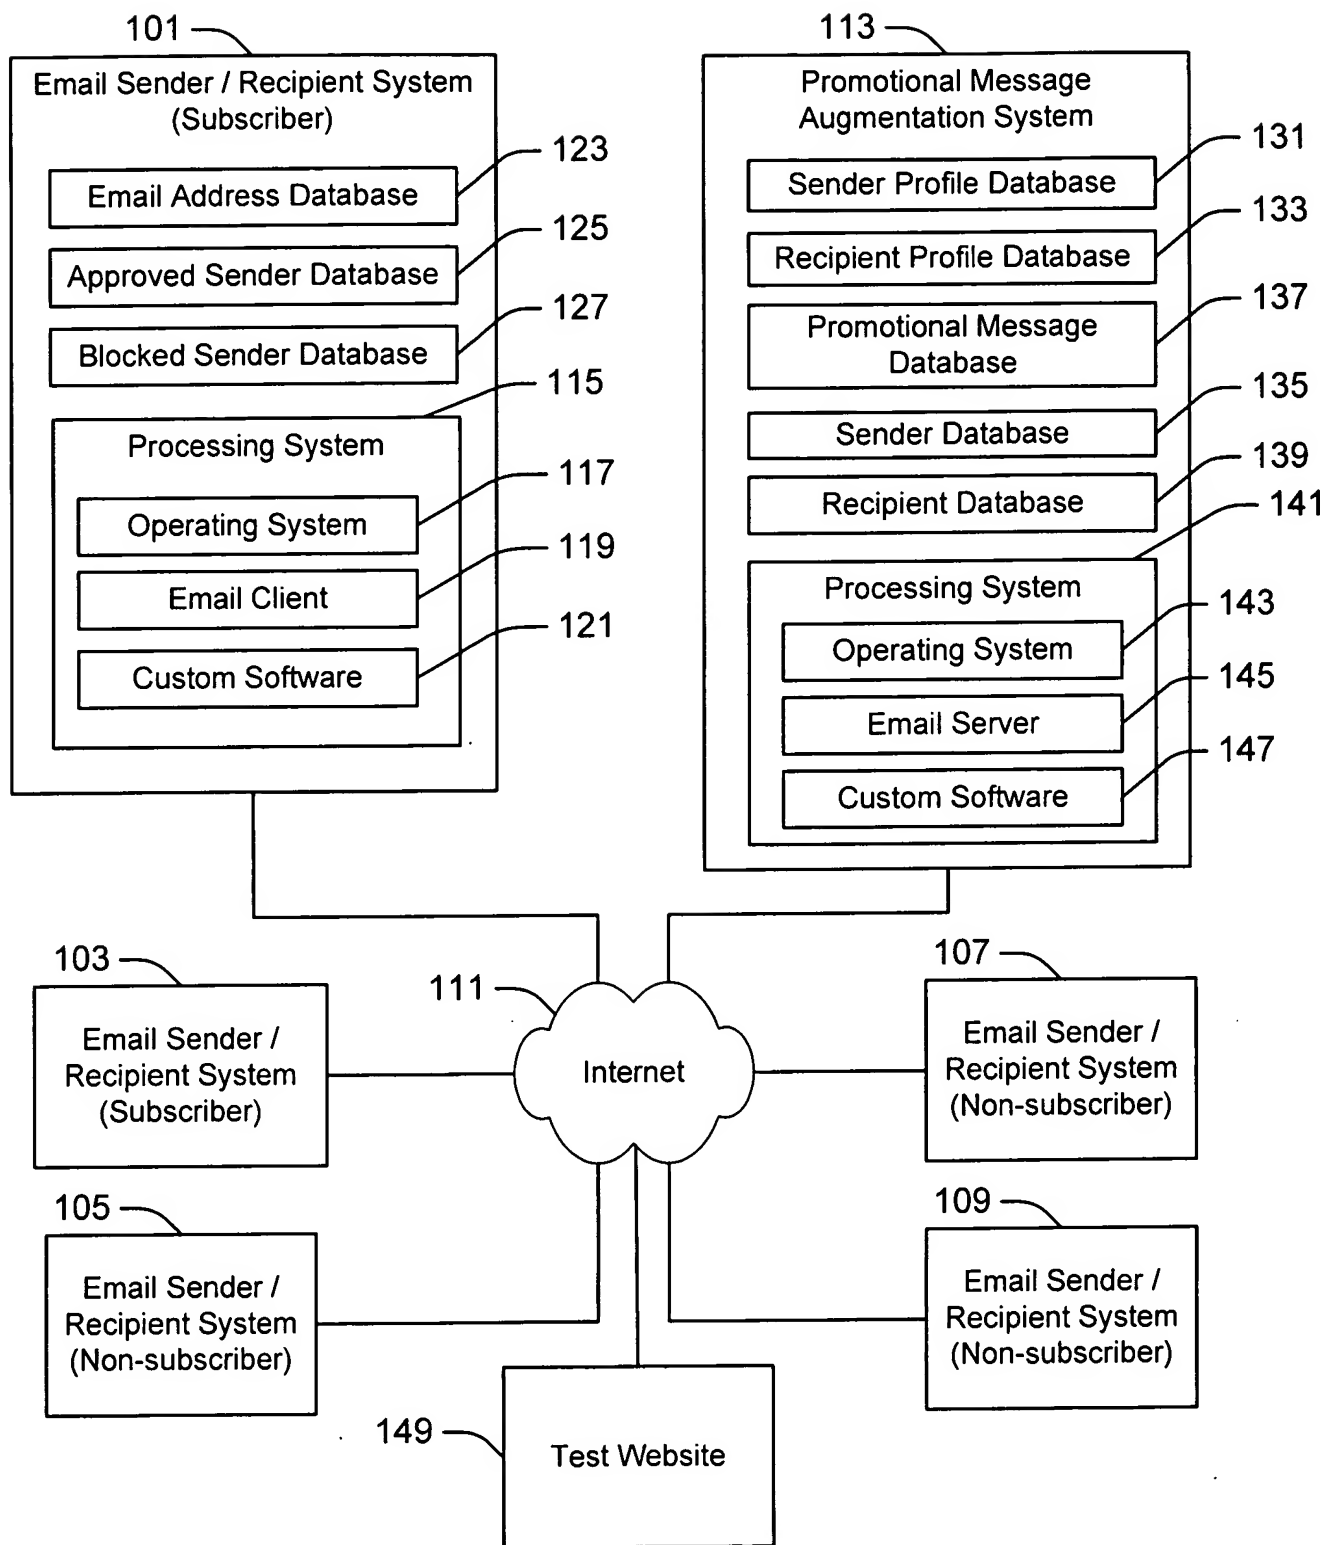 101
Email Sender / Recipient System
(Subscriber)
123
Email Address Database
125
Approved Sender Database
127
Blocked Sender Database
115
Processing System
117
Operating System
119
Email Client
121
Custom Software
113
Promotional Message
Augmentation System
131
Sender Profile Database
133
Recipient Profile Database
137
Promotional Message
Database
135
Sender Database
139
Recipient Database
141
Processing System
143
Operating System
145
Email Server
147
Custom Software
103
Email Sender /
Recipient System
(Subscriber)
111
Internet
107
Email Sender /
Recipient System
(Non-subscriber)
105
Email Sender /
Recipient System
(Non-subscriber)
109
Email Sender /
Recipient System
(Non-subscriber)
149
Test Website